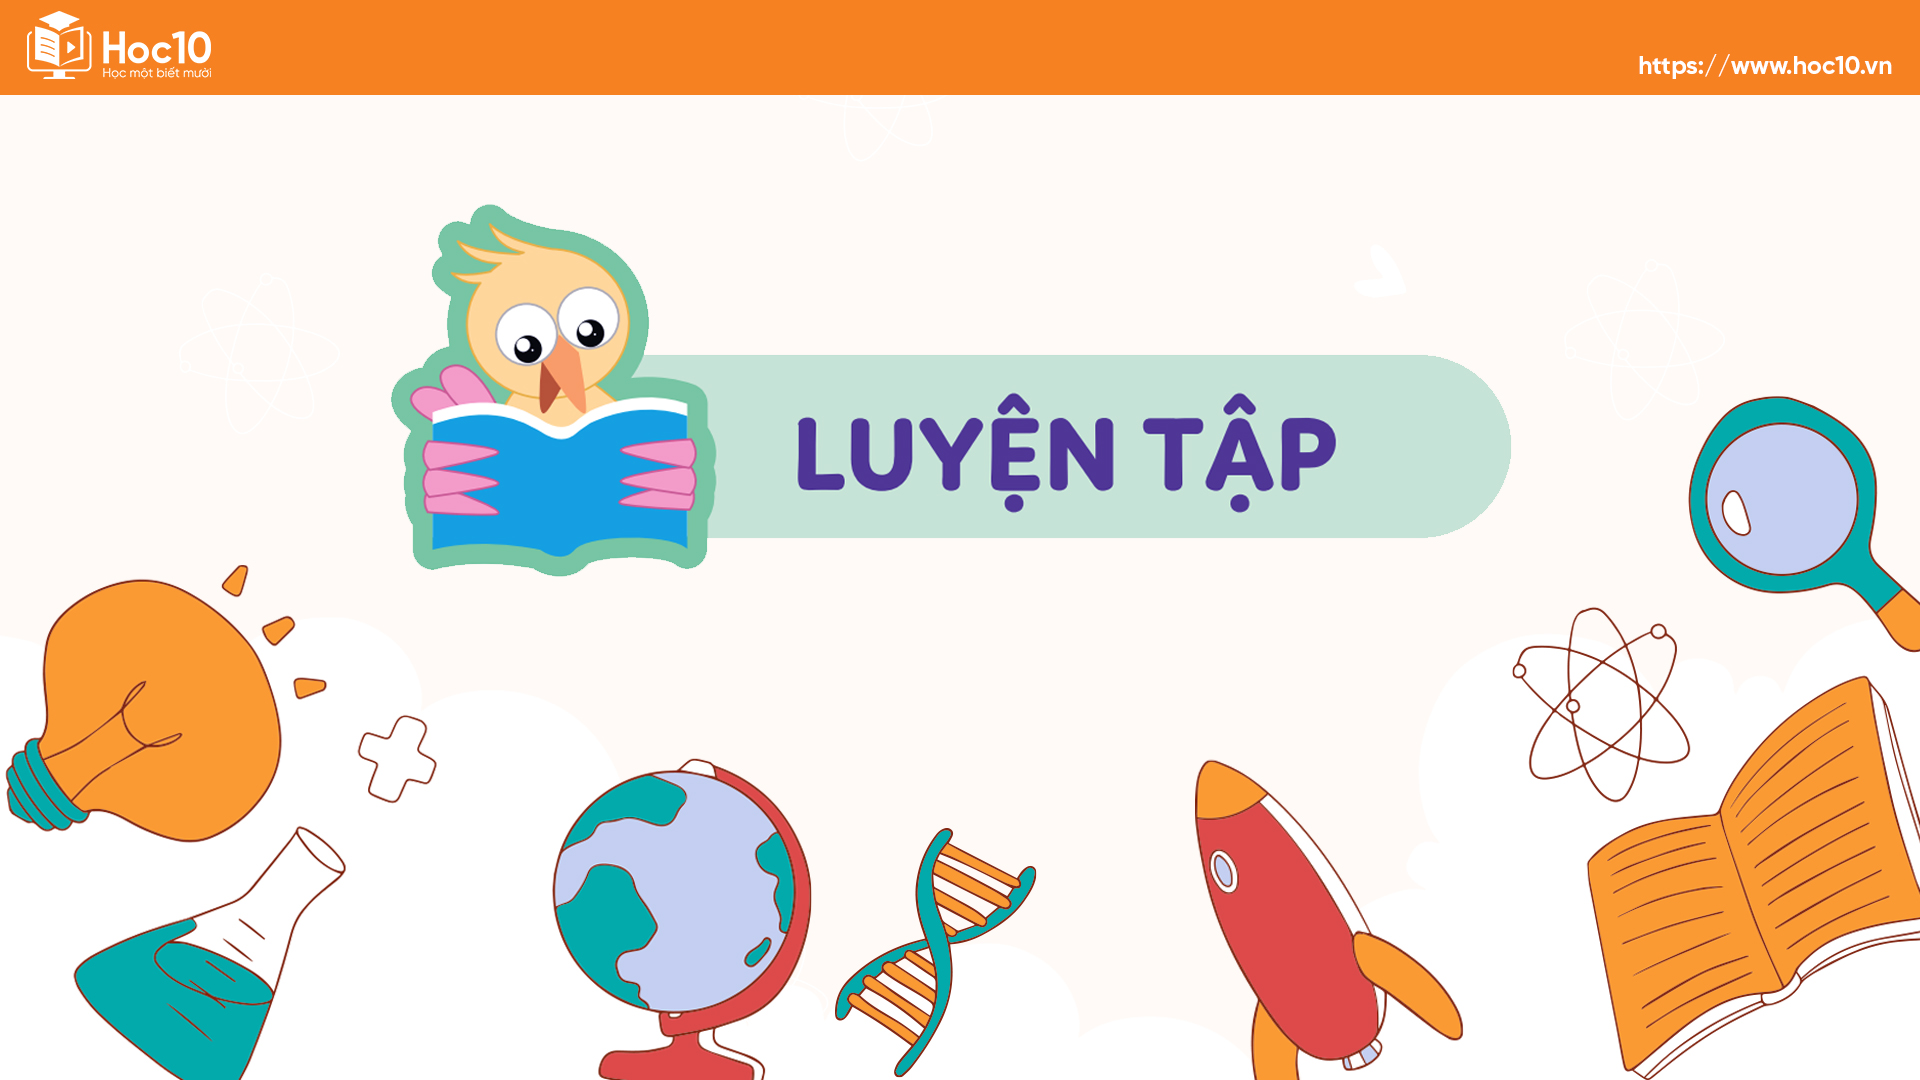 Hoc10
Học một biết mười
https://www.hoc10.vn
LUYỆN TẬP